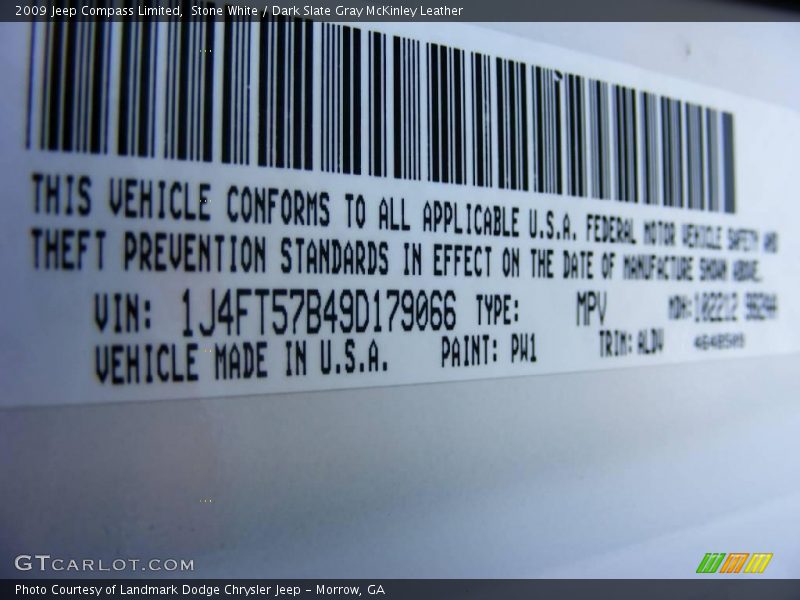 2009 Jeep Compass Limited, Stone White / Dark Slate Gray McKinley Leather
THIS VEHICLE CONFORMS TO ALL APPLICABLE U.S.A. FEDERAL MOTOR VEHICLE SAFETY AND
THEFT PREVENTION STANDARDS IN EFFECT ON THE DATE OF MANUFACTURE SHOWN ABOVE.
VIN: 1J4FT57B49D179066 TYPE: MPV MDH: 102212
VEHICLE MADE IN U.S.A. PAINT: PW1 TRIM: ALDV
GTCARLOT.COM
Photo Courtesy of Landmark Dodge Chrysler Jeep – Morrow, GA